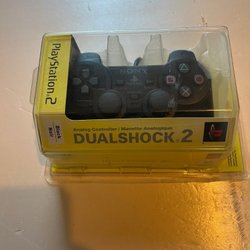 PlayStation 2
SONY
Analog Controller / Manette Analogique
DUALSHOCK 2